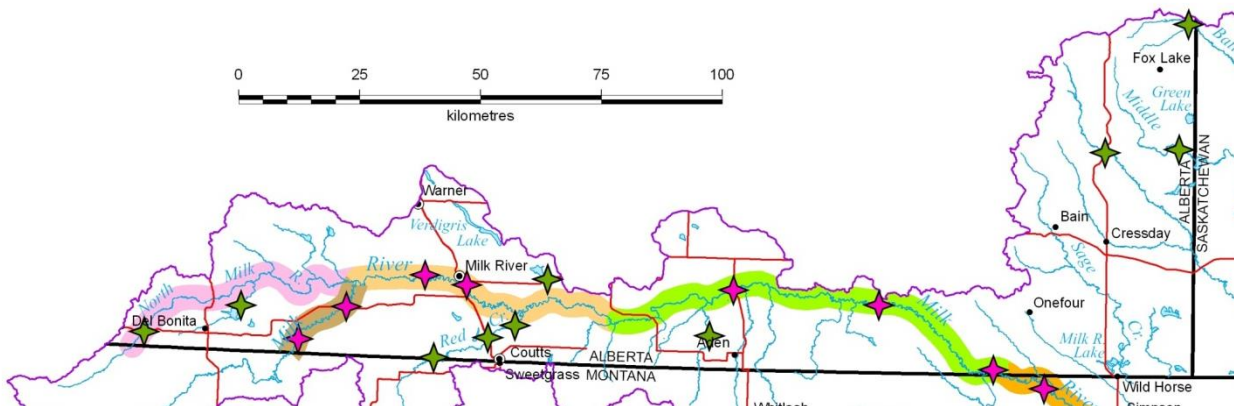 0 25 50 75 100
kilometres
Fox Lake
Green
Lake
Middle
ALBERTA
SASKATCHEWAN
Warner
Verdigris
Lake
Bain
Cressday
Sage
Cr.
North
Milk
R.
River
Milk River
Del Bonita
Red
Cr.
Coutts
Sweetgrass
ALBERTA
MONTANA
Aden
Milk
River
Onefour
Milk R.
Lake
Wild Horse